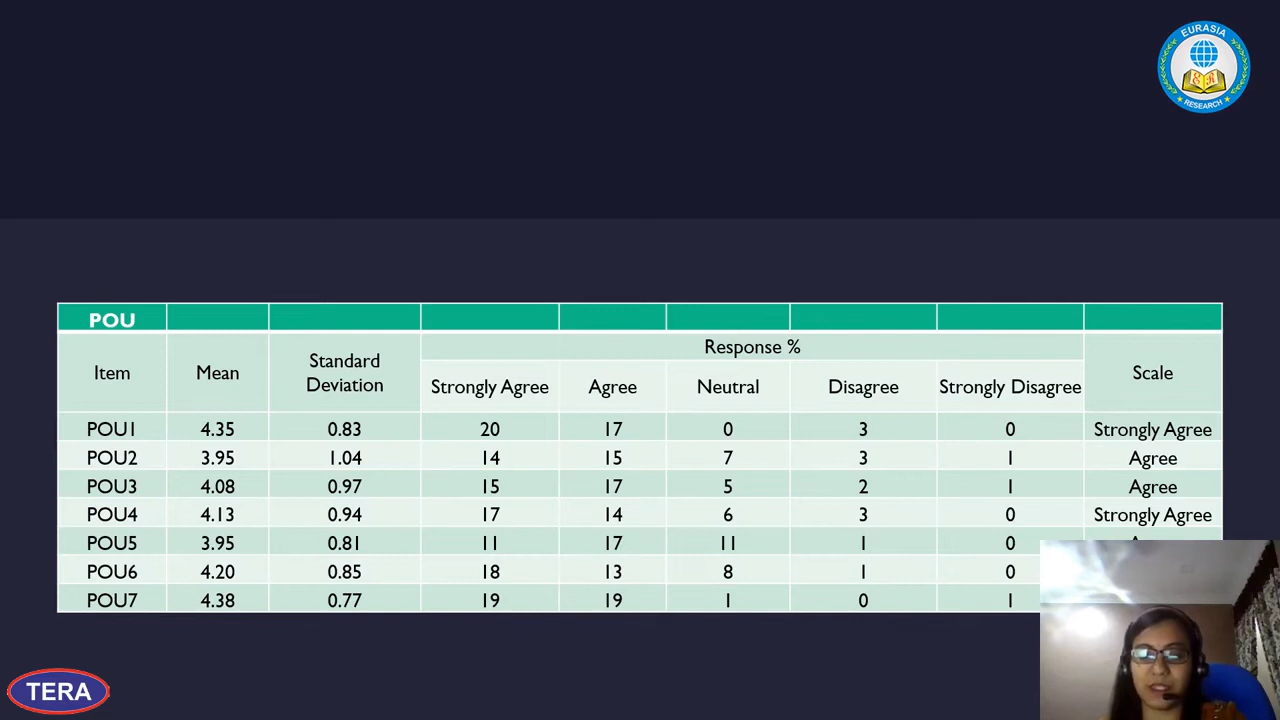 EURASIA
RESEARCH
POU
Item Mean Standard Deviation Response % Scale
Strongly Agree Agree Neutral Disagree Strongly Disagree
POU1 4.35 0.83 20 17 0 3 0 Strongly Agree
POU2 3.95 1.04 14 15 7 3 1 Agree
POU3 4.08 0.97 15 17 5 2 1 Agree
POU4 4.13 0.94 17 14 6 3 0 Strongly Agree
POU5 3.95 0.81 11 17 11 1 0
POU6 4.20 0.85 18 13 8 1 0
POU7 4.38 0.77 19 19 1 0 1
TERA